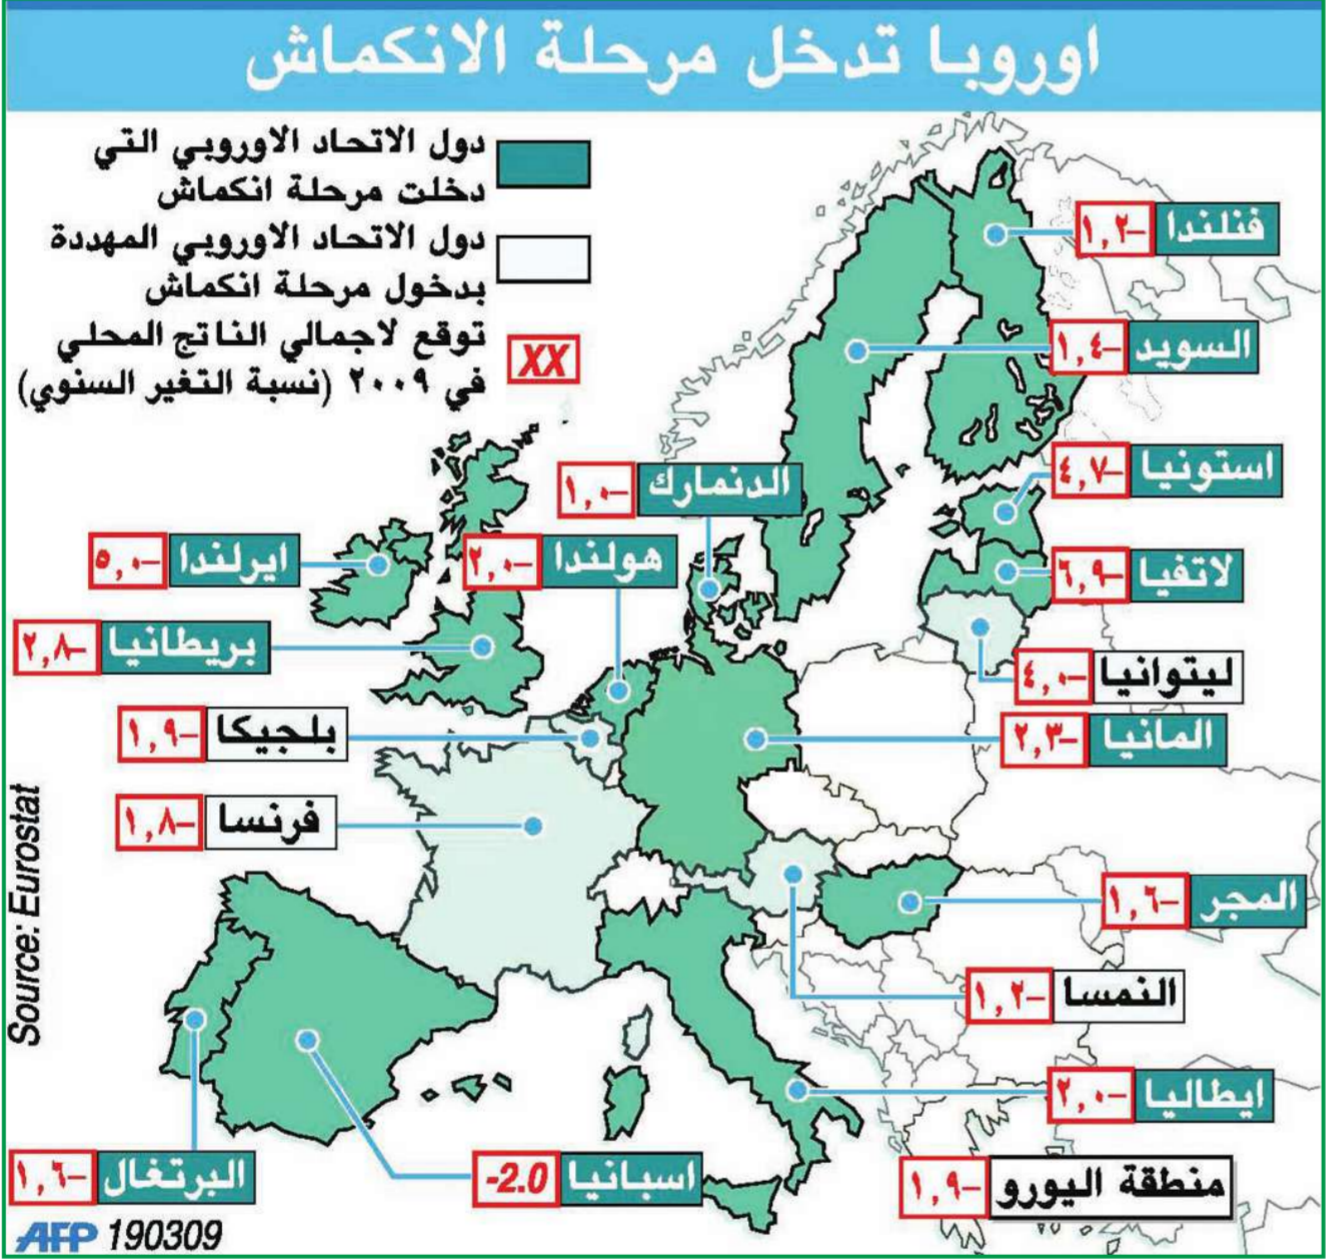 اوروبا تدخل مرحلة الانكماش
دول الاتحاد الاوروبي التي
دخلت مرحلة انكماش
دول الاتحاد الاوروبي المهددة
بدخول مرحلة انكماش
XX
توقع لاجمالي الناتج المحلي
في ٢٠٠٩ (نسبة التغير السنوي)
فنلندا -١,٢
السويد -١,٤
استونيا -٤,٧
الدنمارك -١,٠
هولندا -٢,٠
ايرلندا -٥,٠
لاتفيا -٦,٩
بريطانيا -٢,٨
ليتوانيا -٤,٠
بلجيكا -١,٩
المانيا -٢,٣
فرنسا -١,٨
المجر -١,٦
النمسا -١,٢
ايطاليا -٢,٠
البرتغال -١,٦
اسبانيا -2.0
منطقة اليورو -١,٩
Source: Eurostat
AFP 190309